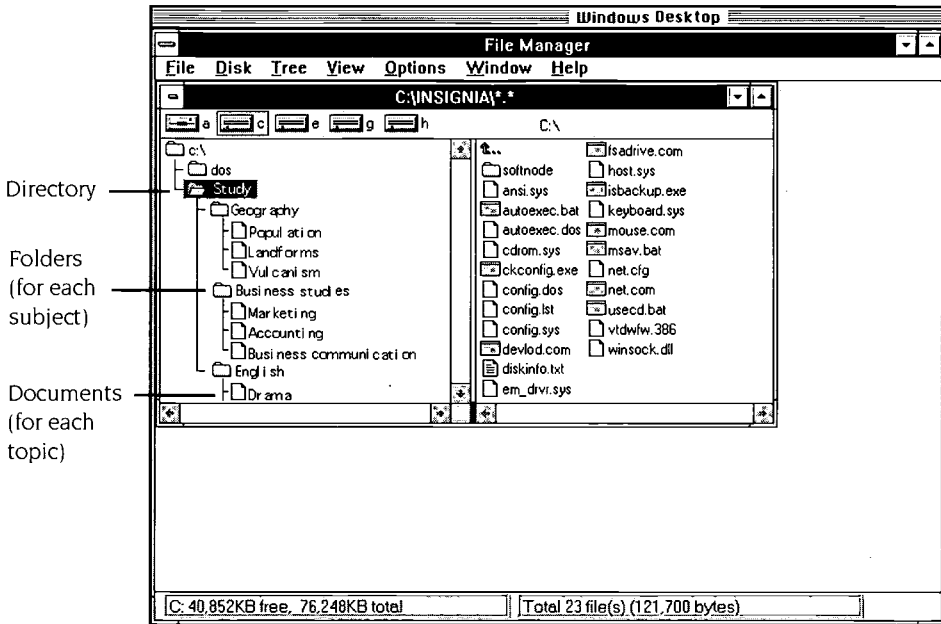 Windows Desktop
File Manager
File Disk Tree View Options Window Help
C:\INSIGNIA\*.*
a c e g h C:\
c:\
dos
Study
Geography
Population
Landforms
Vulcanism
Business studies
Marketing
Accounting
Business communication
English
Drama
softnode
ansi.sys
autoexec.bat
autoexec.dos
cdrom.sys
ckconfig.exe
config.dos
config.lst
config.sys
devlod.com
diskinfo.txt
em_drvr.sys
fsadrive.com
host.sys
isbackup.exe
keyboard.sys
mouse.com
msav.bat
net.cfg
net.com
usecd.bat
vtdwfw.386
winsock.dll
Directory
Folders
(for each
subject)
Documents
(for each
topic)
C: 40,852KB free, 76,248KB total
Total 23 file(s) (121,700 bytes)